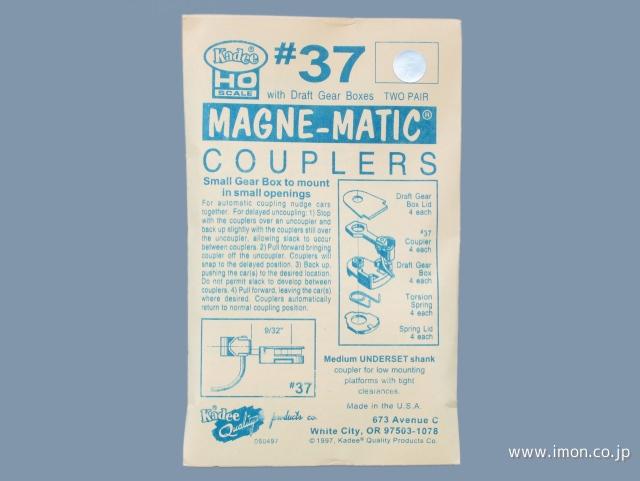 Kadee
HO
SCALE
#37
with Draft Gear Boxes TWO PAIR
MAGNE-MATIC®
COUPLERS
Small Gear Box to mount
in small openings
For automatic coupling nudge cars
together. For delayed uncoupling: 1) Stop
with the couplers over an uncoupler and
back up slightly with the couplers still over
the uncoupler, allowing slack to occur
between couplers. 2) Pull forward bringing
coupler off the uncoupler. Couplers will
snap to the delayed position. 3) Back up,
pushing the car(s) to the desired location.
Do not permit slack to develop between
couplers. 4) Pull forward, leaving the car(s)
where desired. Couplers automatically
return to normal coupling position.
Draft Gear
Box Lid
4 each
#37
Coupler
4 each
Draft Gear
Box
4 each
Torsion
Spring
4 each
Spring Lid
4 each
9/32"
#37
Medium UNDERSET shank
coupler for low mounting
platforms with tight
clearances.
Made in the U.S.A.
Kadee
Quality products co.
060497
673 Avenue C
White City, OR 97503-1078
©1997, Kadee® Quality Products Co.
www.imon.co.jp